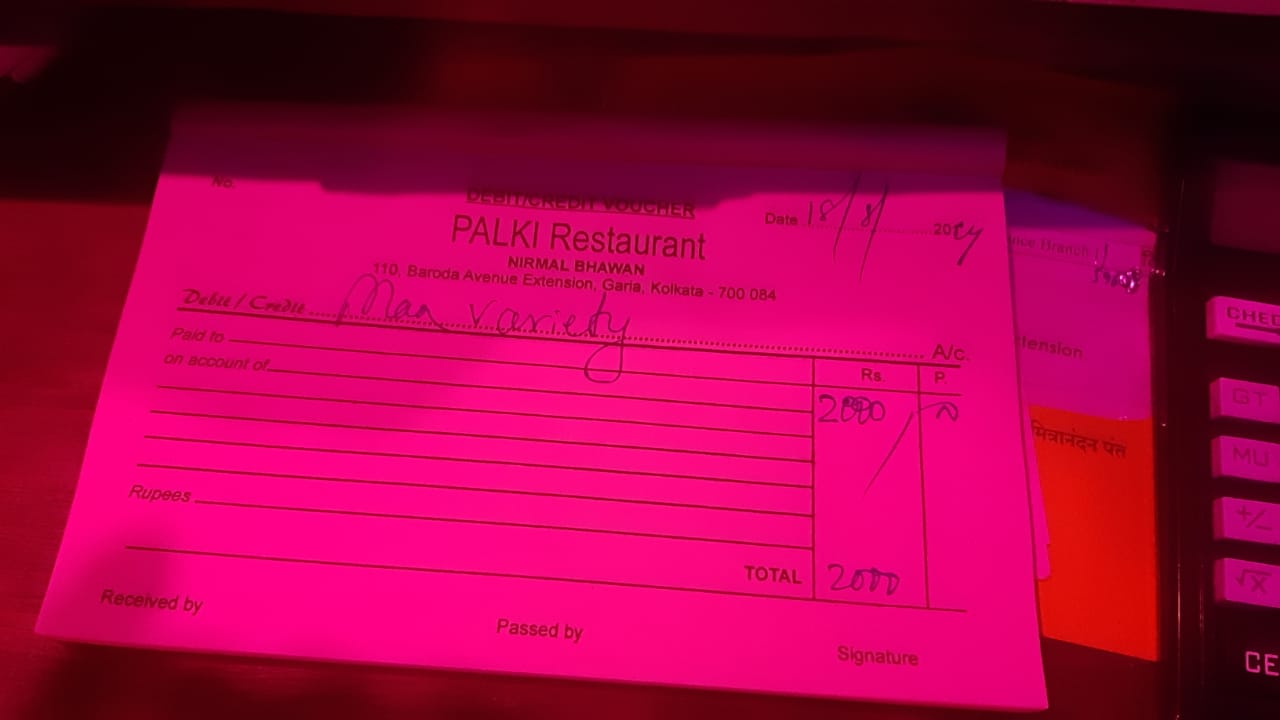 No.
DEBIT/CREDIT VOUCHER
Date 18/8/ 2024
PALKI Restaurant
NIRMAL BHAWAN
110, Baroda Avenue Extension, Garia, Kolkata - 700 084
Debit / Credit Maa Variety A/c.
Paid to
Rs. P.
on account of
2000
Rupees
TOTAL 2000
Received by
Passed by
Signature
Branch
tension
मित्रानंदन पंत
CHEC
GT
MU
+/-
√X
CE